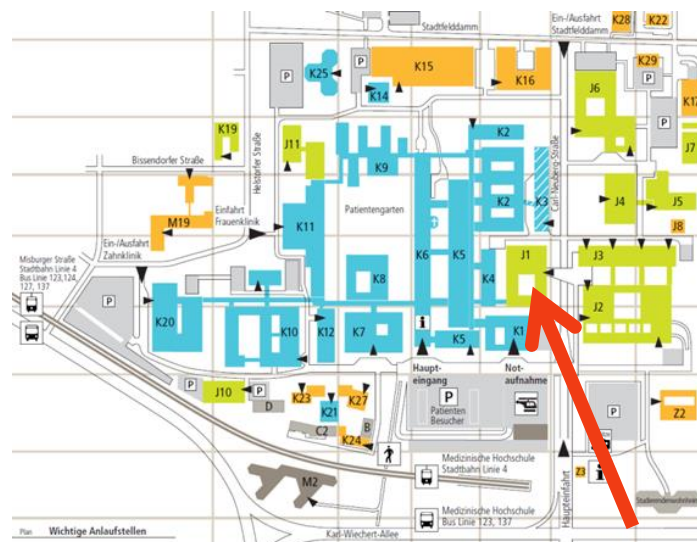 Stadtfelddamm
Ein-/Ausfahrt
Stadtfelddamm
K28
K22
K25
P
P
K15
K16
K14
K29
P
J6
P
K17
K19
J11
K2
K9
J7
Bissendorfer Straße
Helstorfer Straße
Carl-Neuberg-Straße
K2
K3
J4
J5
M19
Einfahrt
Frauenklinik
K11
Patientengarten
K6
K5
J8
Ein-/Ausfahrt
Zahnklinik
J1
J3
Misburger Straße
Stadtbahn Linie 4
Bus Linie 123,124,
127, 137
K8
K4
P
K20
K10
K12
K7
i
K5
K1
J2
Haupt-
eingang
Not-
aufnahme
P
J10
P
D
K23
K27
K21
P
Patienten
Besucher
P
Z2
C2
B
K24
Medizinische Hochschule
Stadtbahn Linie 4
Z3
i
M2
Haupteinfahrt
Medizinische Hochschule
Bus Linie 123, 137
Plan Wichtige Anlaufstellen
Karl-Wiechert-Allee